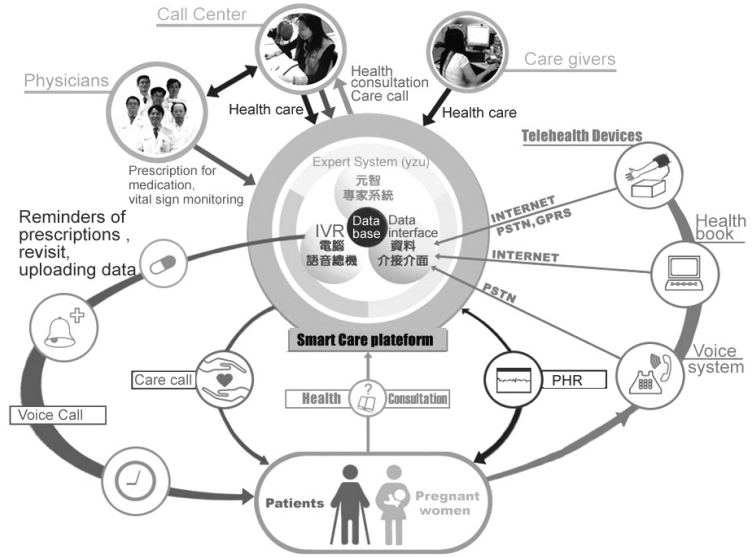 Call Center
Physicians
Care givers
Health
consultation
Care call
Health care
Health care
Prescription for
medication,
vital sign monitoring
Expert System (yzu)
元智
專家系統
Data
base
IVR
電腦
語音總機
Data
interface
資料
介接介面
Smart Care plateform
Telehealth Devices
INTERNET
PSTN,GPRS
INTERNET
PSTN
Health
book
Voice
system
Reminders of
prescriptions ,
revisit,
uploading data
Voice Call
Care call
?
Health
Consultation
PHR
Patients
Pregnant
women